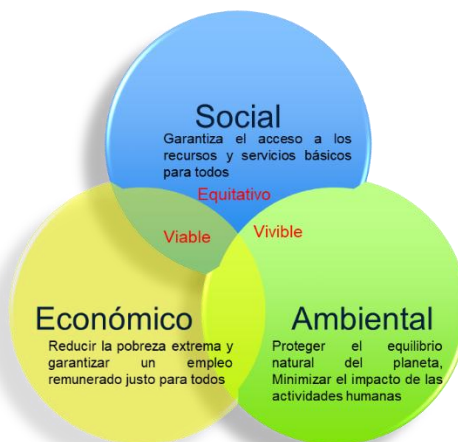 Social
Garantiza el acceso a los
recursos y servicios básicos
para todos
Equitativo
Viable
Vivible
Económico
Reducir la pobreza extrema y
garantizar un empleo
remunerado justo para todos
Ambiental
Proteger el equilibrio
natural del planeta,
Minimizar el impacto de las
actividades humanas